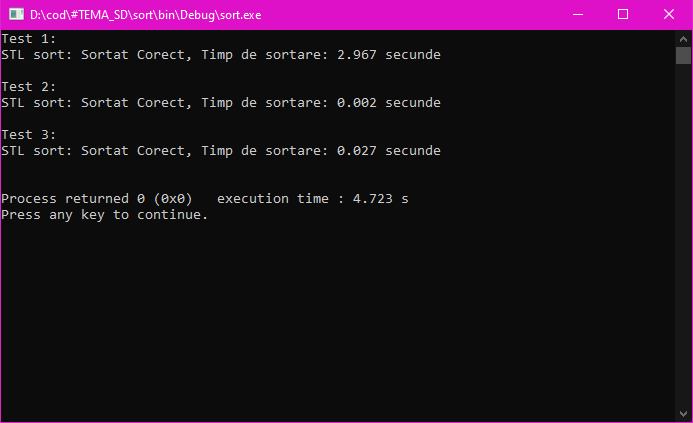 D:\cod\#TEMA_SD\sort\bin\Debug\sort.exe
Test 1:
STL sort: Sortat Corect, Timp de sortare: 2.967 secunde
Test 2:
STL sort: Sortat Corect, Timp de sortare: 0.002 secunde
Test 3:
STL sort: Sortat Corect, Timp de sortare: 0.027 secunde
Process returned 0 (0x0)   execution time : 4.723 s
Press any key to continue.